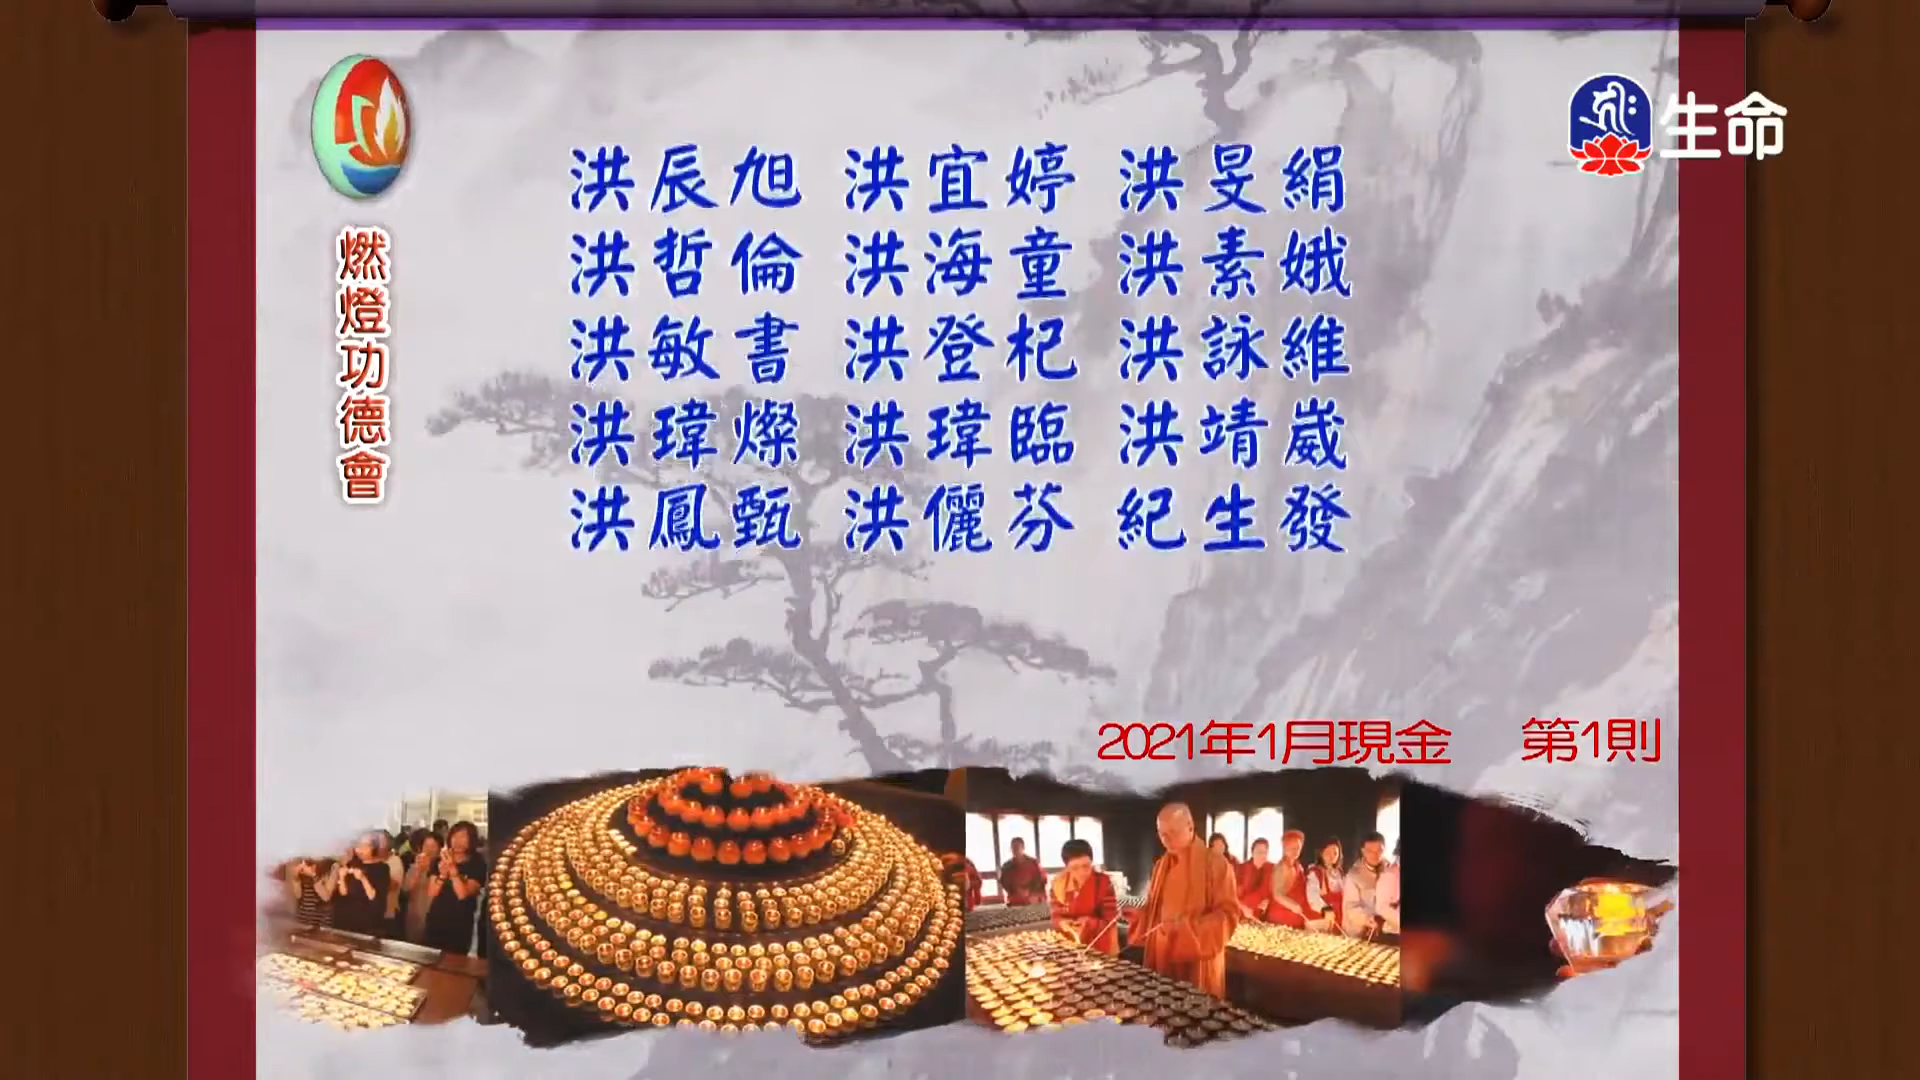 生命
燃燈功德會
洪辰旭 洪宜婷 洪旻絹
洪哲倫 洪海童 洪素娥
洪敏書 洪登杞 洪詠維
洪瑋燦 洪瑋臨 洪靖崴
洪鳳甄 洪儷芬 紀生發
2021年1月現金 第1則